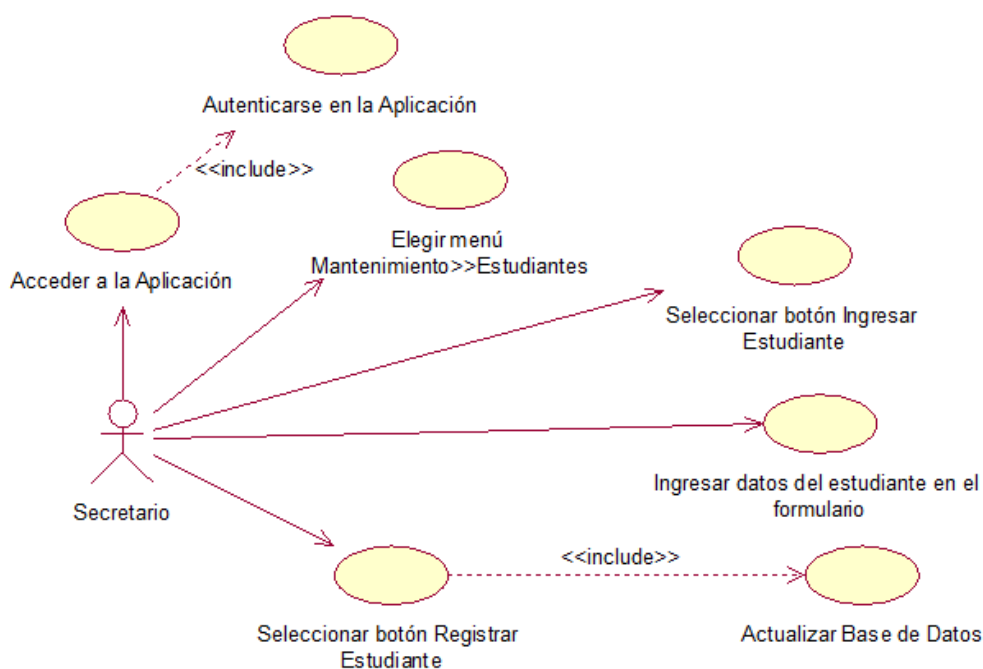 Autenticarse en la Aplicación
<<include>>
Acceder a la Aplicación
Elegir menú
Mantenimiento>>Estudiantes
Seleccionar botón Ingresar
Estudiante
Ingresar datos del estudiante en el
formulario
Secretario
<<include>>
Seleccionar botón Registrar
Estudiante
Actualizar Base de Datos